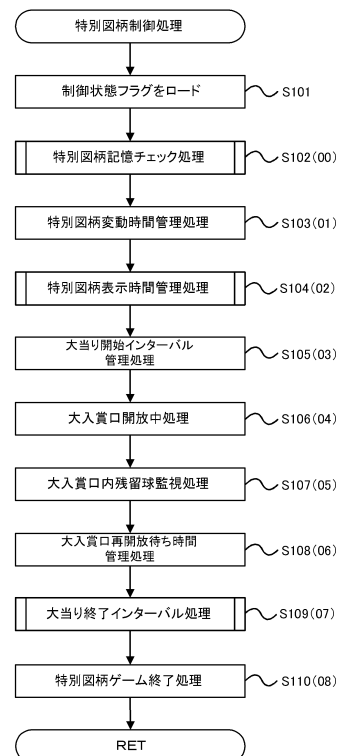 特別図柄制御処理
制御状態フラグをロード
S101
特別図柄記憶チェック処理
S102(00)
特別図柄変動時間管理処理
S103(01)
特別図柄表示時間管理処理
S104(02)
大当り開始インターバル
管理処理
S105(03)
大入賞口開放中処理
S106(04)
大入賞口内残留球監視処理
S107(05)
大入賞口再開放待ち時間
管理処理
S108(06)
大当り終了インターバル処理
S109(07)
特別図柄ゲーム終了処理
S110(08)
RET